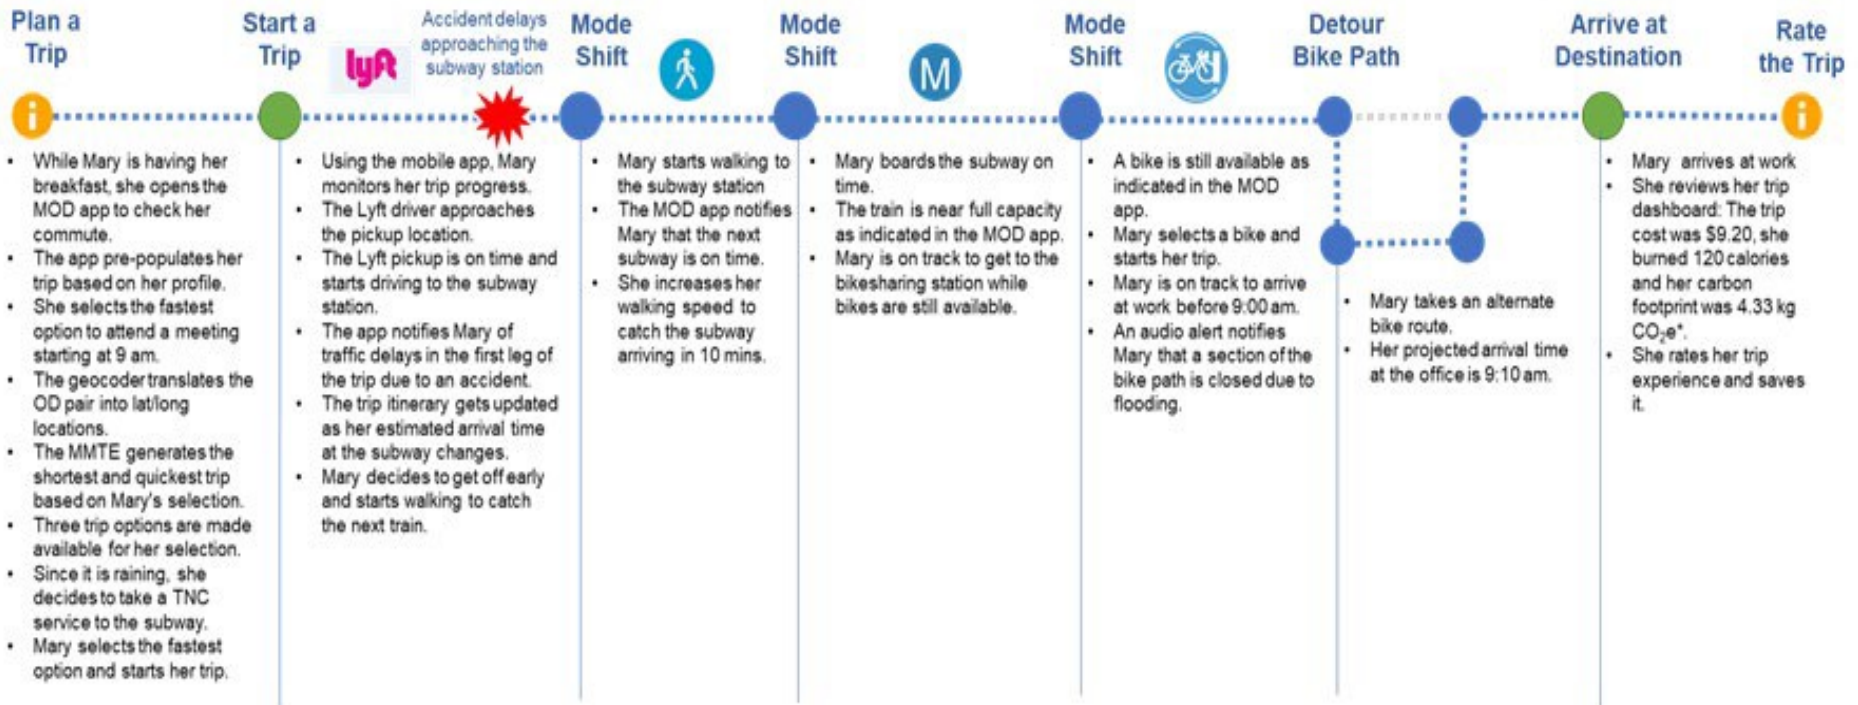 Plan a
Trip
Start a
Trip
lyft
Accident delays
approaching the
subway station
Mode
Shift
Mode
Shift
M
Mode
Shift
Detour
Bike Path
Arrive at
Destination
Rate
the Trip
i
i
• While Mary is having her
breakfast, she opens the
MOD app to check her
commute.
• The app pre-populates her
trip based on her profile.
• She selects the fastest
option to attend a meeting
starting at 9 am.
• The geocoder translates the
OD pair into lat/long
locations.
• The MMTE generates the
shortest and quickest trip
based on Mary's selection.
• Three trip options are made
available for her selection.
• Since it is raining, she
decides to take a TNC
service to the subway.
• Mary selects the fastest
option and starts her trip.
• Using the mobile app, Mary
monitors her trip progress.
• The Lyft driver approaches
the pickup location.
• The Lyft pickup is on time and
starts driving to the subway
station.
• The app notifies Mary of
traffic delays in the first leg of
the trip due to an accident.
• The trip itinerary gets updated
as her estimated arrival time
at the subway changes.
• Mary decides to get off early
and starts walking to catch
the next train.
• Mary starts walking to
the subway station
• The MOD app notifies
Mary that the next
subway is on time.
• She increases her
walking speed to
catch the subway
arriving in 10 mins.
• Mary boards the subway on
time.
• The train is near full capacity
as indicated in the MOD app.
• Mary is on track to get to the
bikesharing station while
bikes are still available.
• A bike is still available as
indicated in the MOD
app.
• Mary selects a bike and
starts her trip.
• Mary is on track to arrive
at work before 9:00 am.
• An audio alert notifies
Mary that a section of the
bike path is closed due to
flooding.
• Mary takes an alternate
bike route.
• Her projected arrival time
at the office is 9:10 am.
• Mary arrives at work
• She reviews her trip
dashboard: The trip
cost was $9.20, she
burned 120 calories
and her carbon
footprint was 4.33 kg
CO₂e*.
• She rates her trip
experience and saves
it.